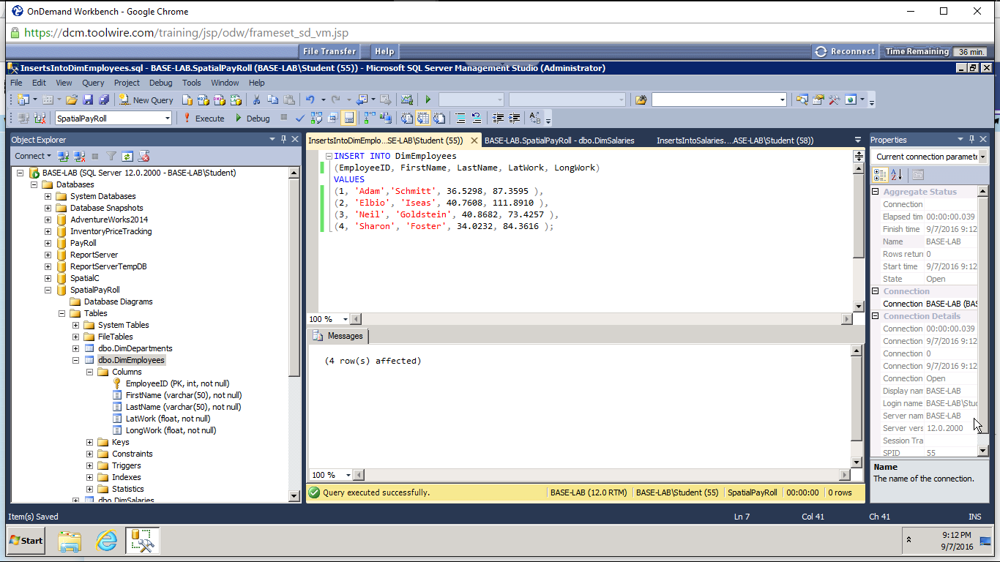 OnDemand Workbench - Google Chrome
https://dcm.toolwire.com/training/jsp/odw/frameset_sd_vm.jsp
File Transfer Help Reconnect Time Remaining 36 min.
InsertsIntoDimEmployees.sql - BASE-LAB.SpatialPayRoll (BASE-LAB\Student (55)) - Microsoft SQL Server Management Studio (Administrator)
File Edit View Query Project Debug Tools Window Help
New Query
SpatialPayRoll Execute Debug
Object Explorer
Connect
BASE-LAB (SQL Server 12.0.2000 - BASE-LAB\Student)
Databases
System Databases
Database Snapshots
AdventureWorks2014
InventoryPriceTracking
PayRoll
ReportServer
ReportServerTempDB
SpatialC
SpatialPayRoll
Database Diagrams
Tables
System Tables
FileTables
dbo.DimDepartments
dbo.DimEmployees
Columns
EmployeeID (PK, int, not null)
FirstName (varchar(50), not null)
LastName (varchar(50), not null)
LatWork (float, not null)
LongWork (float, not null)
Keys
Constraints
Triggers
Indexes
Statistics
dbo.DimSalaries
InsertsIntoDimEmplo...SE-LAB\Student (55)) BASE-LAB.SpatialPayRoll - dbo.DimSalaries InsertsIntoSalaries....ASE-LAB\Student (58))
INSERT INTO DimEmployees
(EmployeeID, FirstName, LastName, LatWork, LongWork)
VALUES
(1, 'Adam','Schmitt', 36.5298, 87.3595 ),
(2, 'Elbio', 'Iseas', 40.7608, 111.8910 ),
(3, 'Neil', 'Goldstein', 40.8682, 73.4257 ),
(4, 'Sharon', 'Foster', 34.0232, 84.3616 );
100 %
Messages
(4 row(s) affected)
100 %
Query executed successfully. BASE-LAB (12.0 RTM) BASE-LAB\Student (55) SpatialPayRoll 00:00:00 0 rows
Properties
Current connection paramete
Aggregate Status
Connection
Elapsed tim 00:00:00.039
Finish time 9/7/2016 9:12
Name BASE-LAB
Rows returr 0
Start time 9/7/2016 9:12
State Open
Connection
Connection BASE-LAB (BAS
Connection Details
Connection 00:00:00.039
Connection 9/7/2016 9:12
Connection 0
Connection 9/7/2016 9:12
Connection Open
Display nam BASE-LAB
Login name BASE-LAB\Stu
Server nam BASE-LAB
Server vers 12.0.2000
Session Tra
SPID 55
Name
The name of the connection.
Item(s) Saved Ln 7 Col 41 Ch 41 INS
Start 9:12 PM
9/7/2016